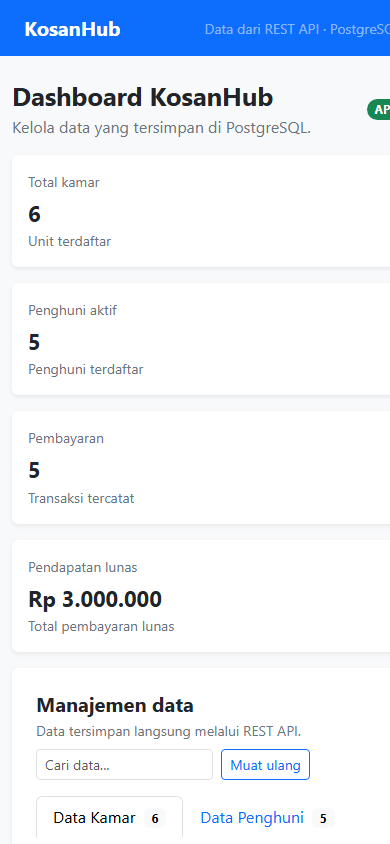 KosanHub Data dari REST API · PostgreSQ
Dashboard KosanHub
AP
Kelola data yang tersimpan di PostgreSQL.
Total kamar
6
Unit terdaftar
Penghuni aktif
5
Penghuni terdaftar
Pembayaran
5
Transaksi tercatat
Pendapatan lunas
Rp 3.000.000
Total pembayaran lunas
Manajemen data
Data tersimpan langsung melalui REST API.
Cari data... Muat ulang
Data Kamar 6 Data Penghuni 5